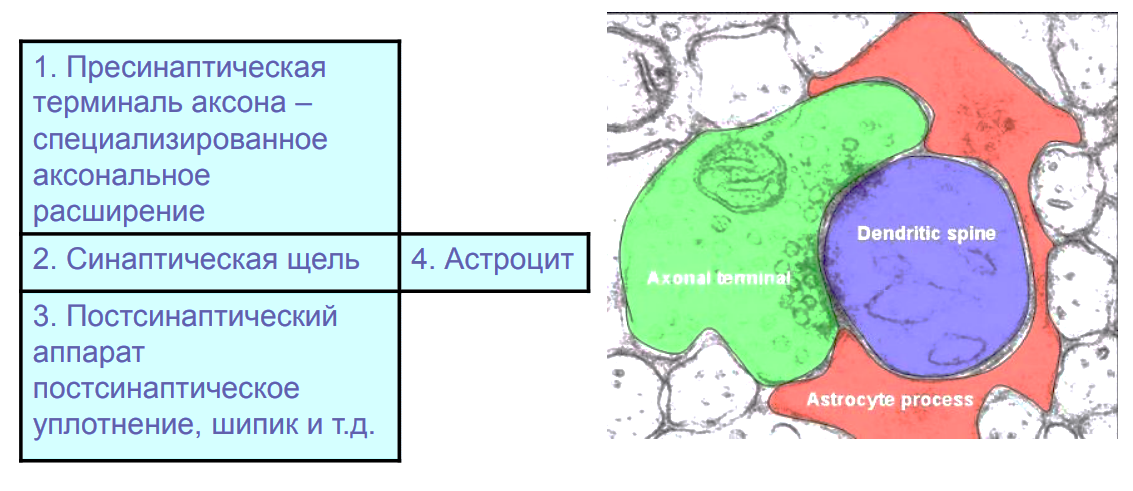 1. Пресинаптическая
терминаль аксона –
специализированное
аксональное
расширение
2. Синаптическая щель
4. Астроцит
3. Постсинаптический
аппарат
постсинаптическое
уплотнение, шипик и т.д.
Dendritic spine
Axonal terminal
Astrocyte process